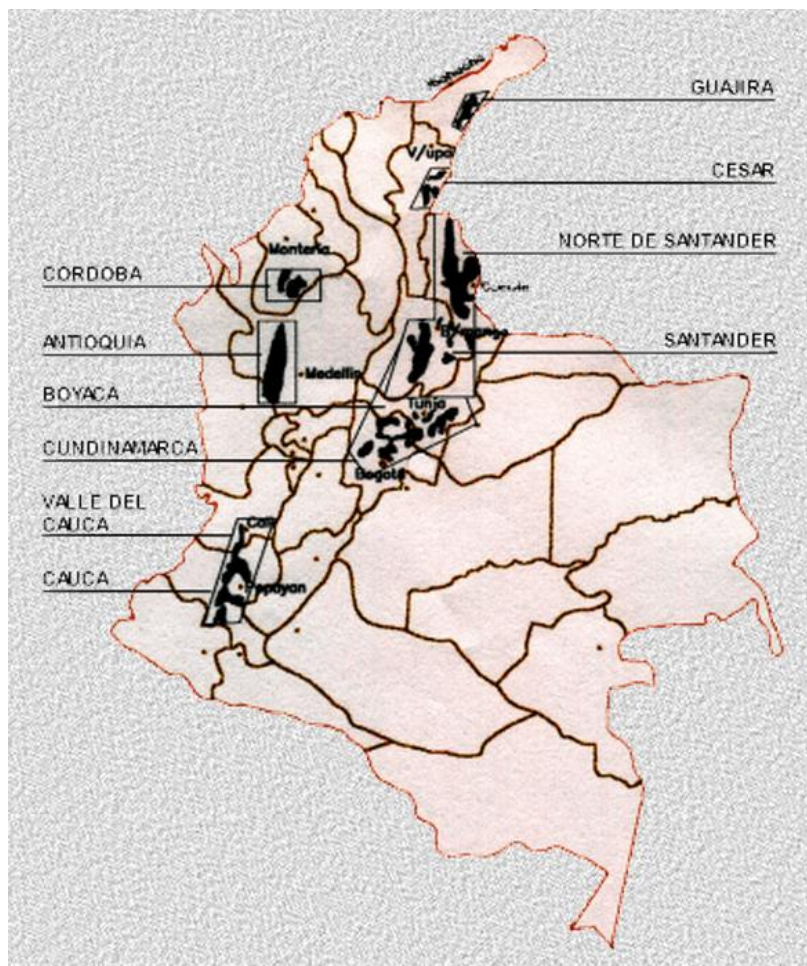 GUAJIRA
V/upa
CESAR
NORTE DE SANTANDER
Monteria
CORDOBA
ANTIOQUIA
SANTANDER
Medellin
BOYACA
Tunja
CUNDINAMARCA
Bogota
VALLE DEL
CAUCA
Cali
CAUCA
Popayan